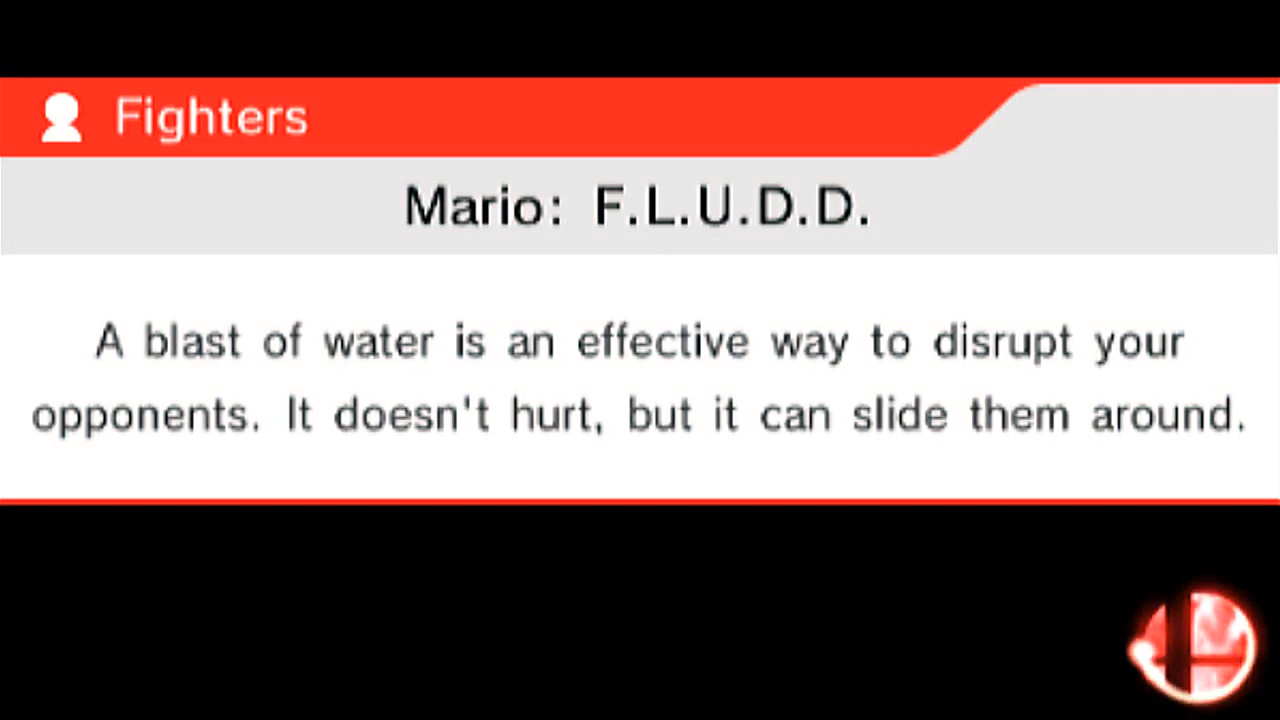 Fighters
Mario: F.L.U.D.D.
A blast of water is an effective way to disrupt your
opponents. It doesn't hurt, but it can slide them around.